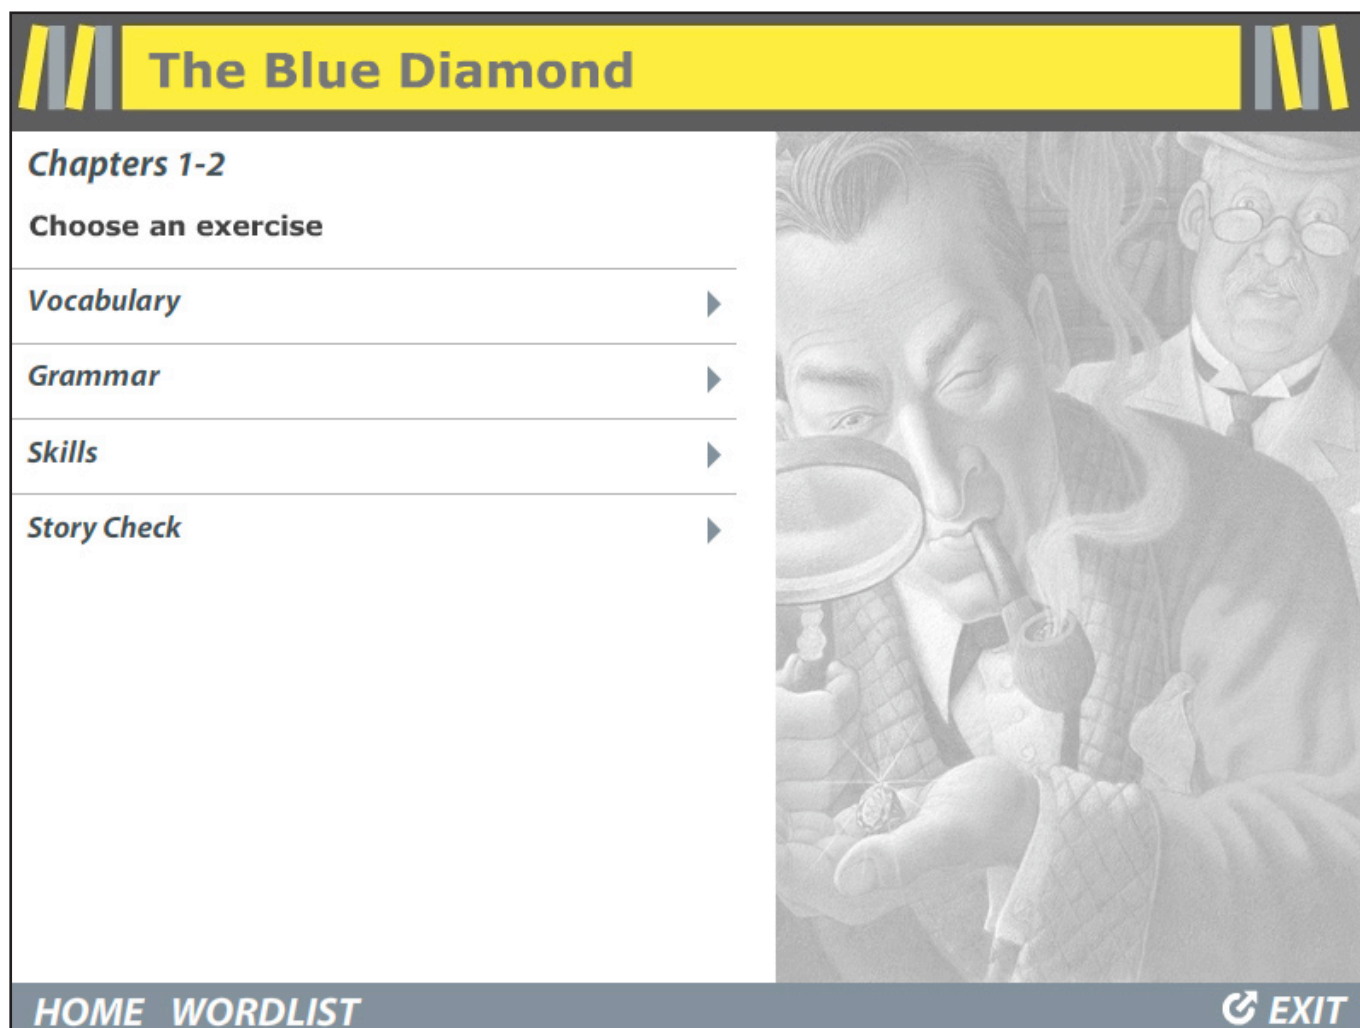 The Blue Diamond
Chapters 1-2
Choose an exercise
Vocabulary
Grammar
Skills
Story Check
HOME WORDLIST EXIT